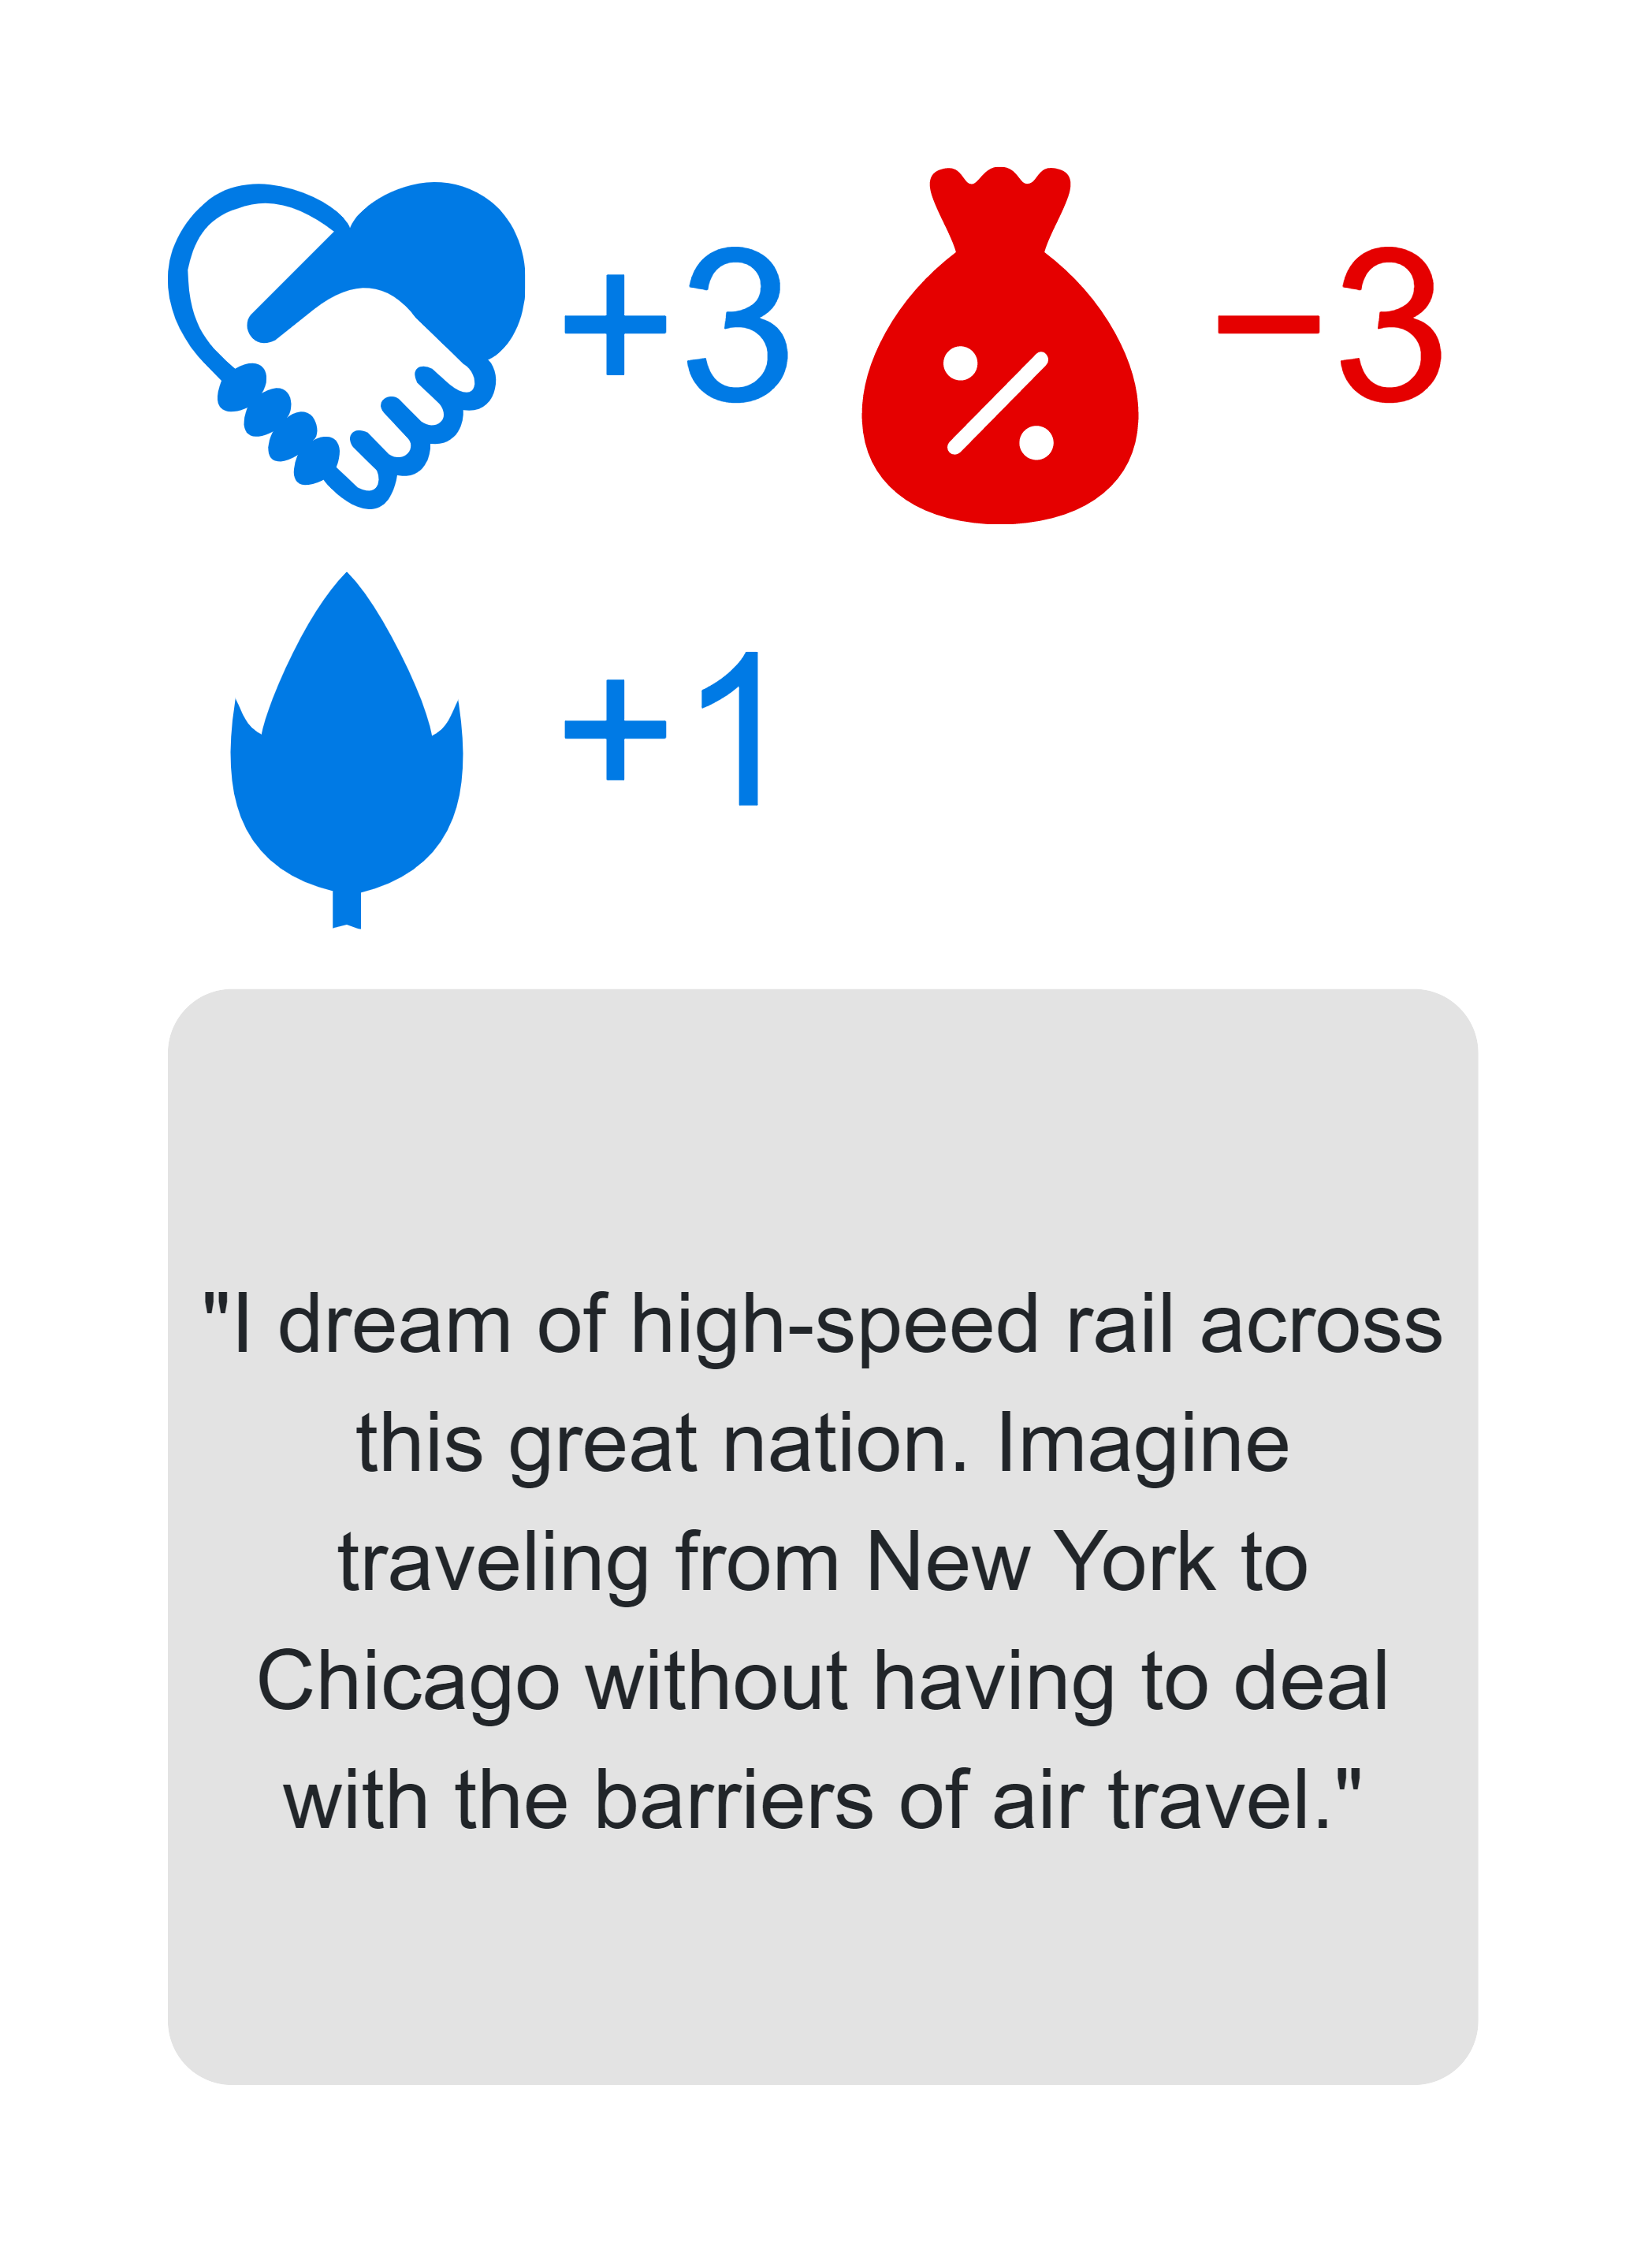 +3 % −3
+1
"I dream of high-speed rail across
this great nation. Imagine
traveling from New York to
Chicago without having to deal
with the barriers of air travel."